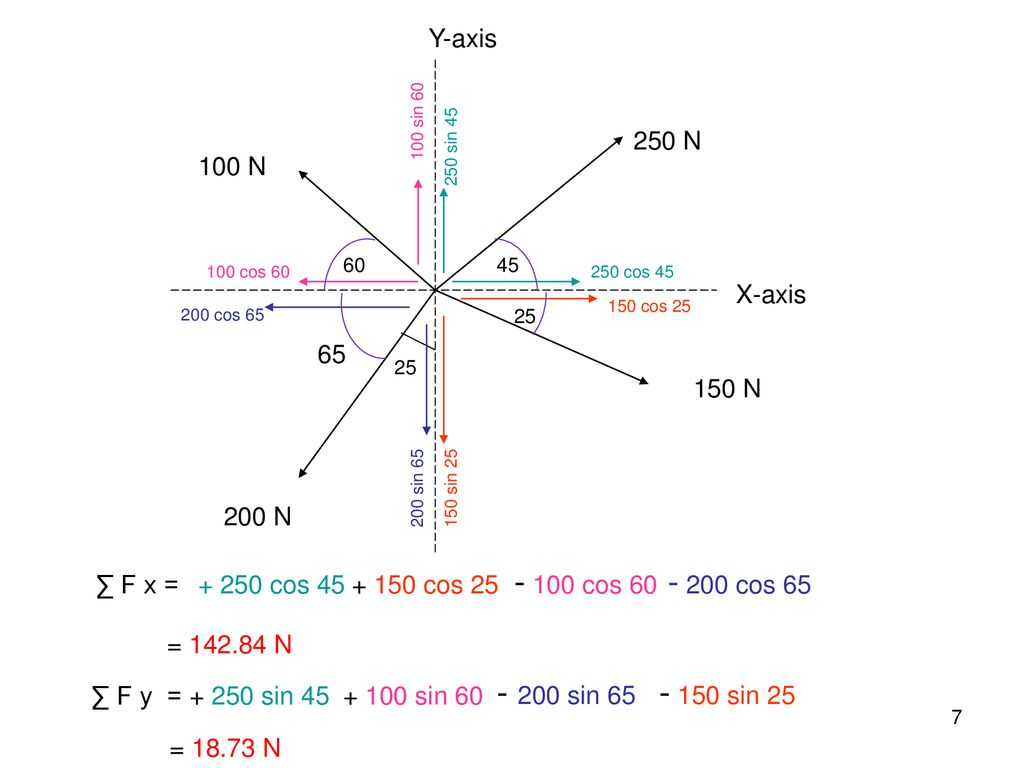 Y-axis
100 sin 60
250 sin 45
250 N
100 N
60
45
100 cos 60
250 cos 45
X-axis
150 cos 25
200 cos 65
25
65
25
150 N
200 sin 65
150 sin 25
200 N
∑ F x = + 250 cos 45 + 150 cos 25 - 100 cos 60 - 200 cos 65
= 142.84 N
∑ F y = + 250 sin 45 + 100 sin 60 - 200 sin 65 - 150 sin 25
7
= 18.73 N